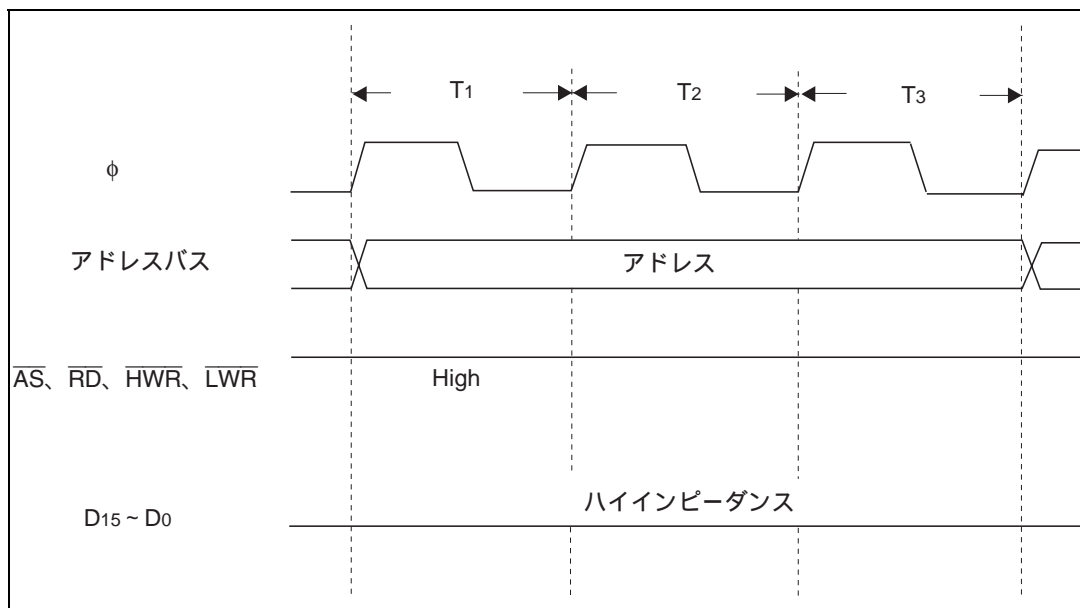 T1 T2 T3
φ
アドレスバス アドレス
AS、RD、HWR、LWR High
ハイインピーダンス
D15 ~ D0